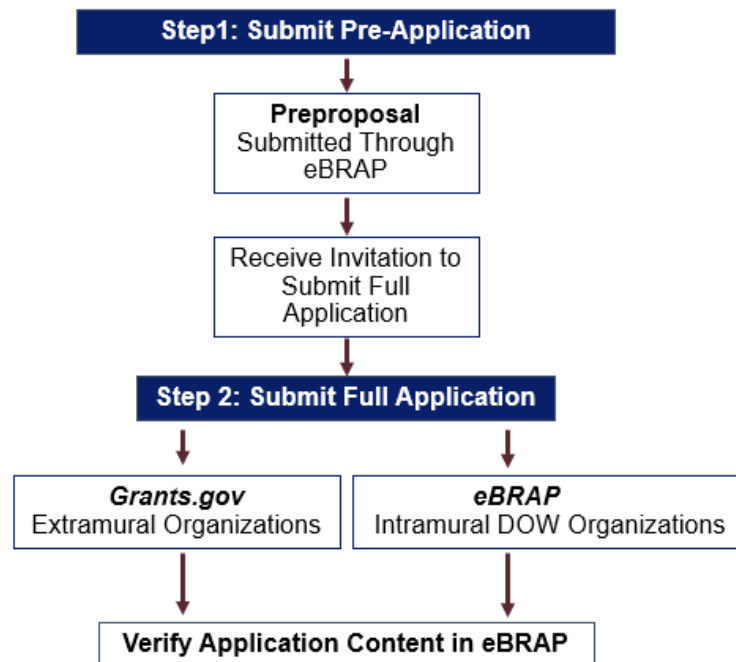 Step1: Submit Pre-Application
Preproposal
Submitted Through
eBRAP
Receive Invitation to
Submit Full
Application
Step 2: Submit Full Application
Grants.gov
Extramural Organizations
eBRAP
Intramural DOW Organizations
Verify Application Content in eBRAP